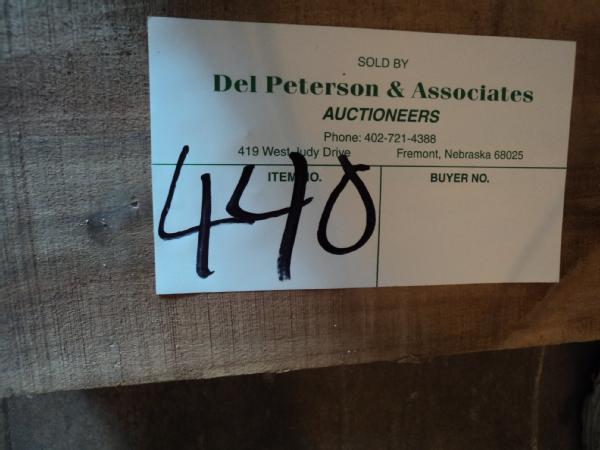 SOLD BY
Del Peterson & Associates
AUCTIONEERS
Phone: 402-721-4388
419 West Judy Drive Fremont, Nebraska 68025
ITEM NO. BUYER NO.
440